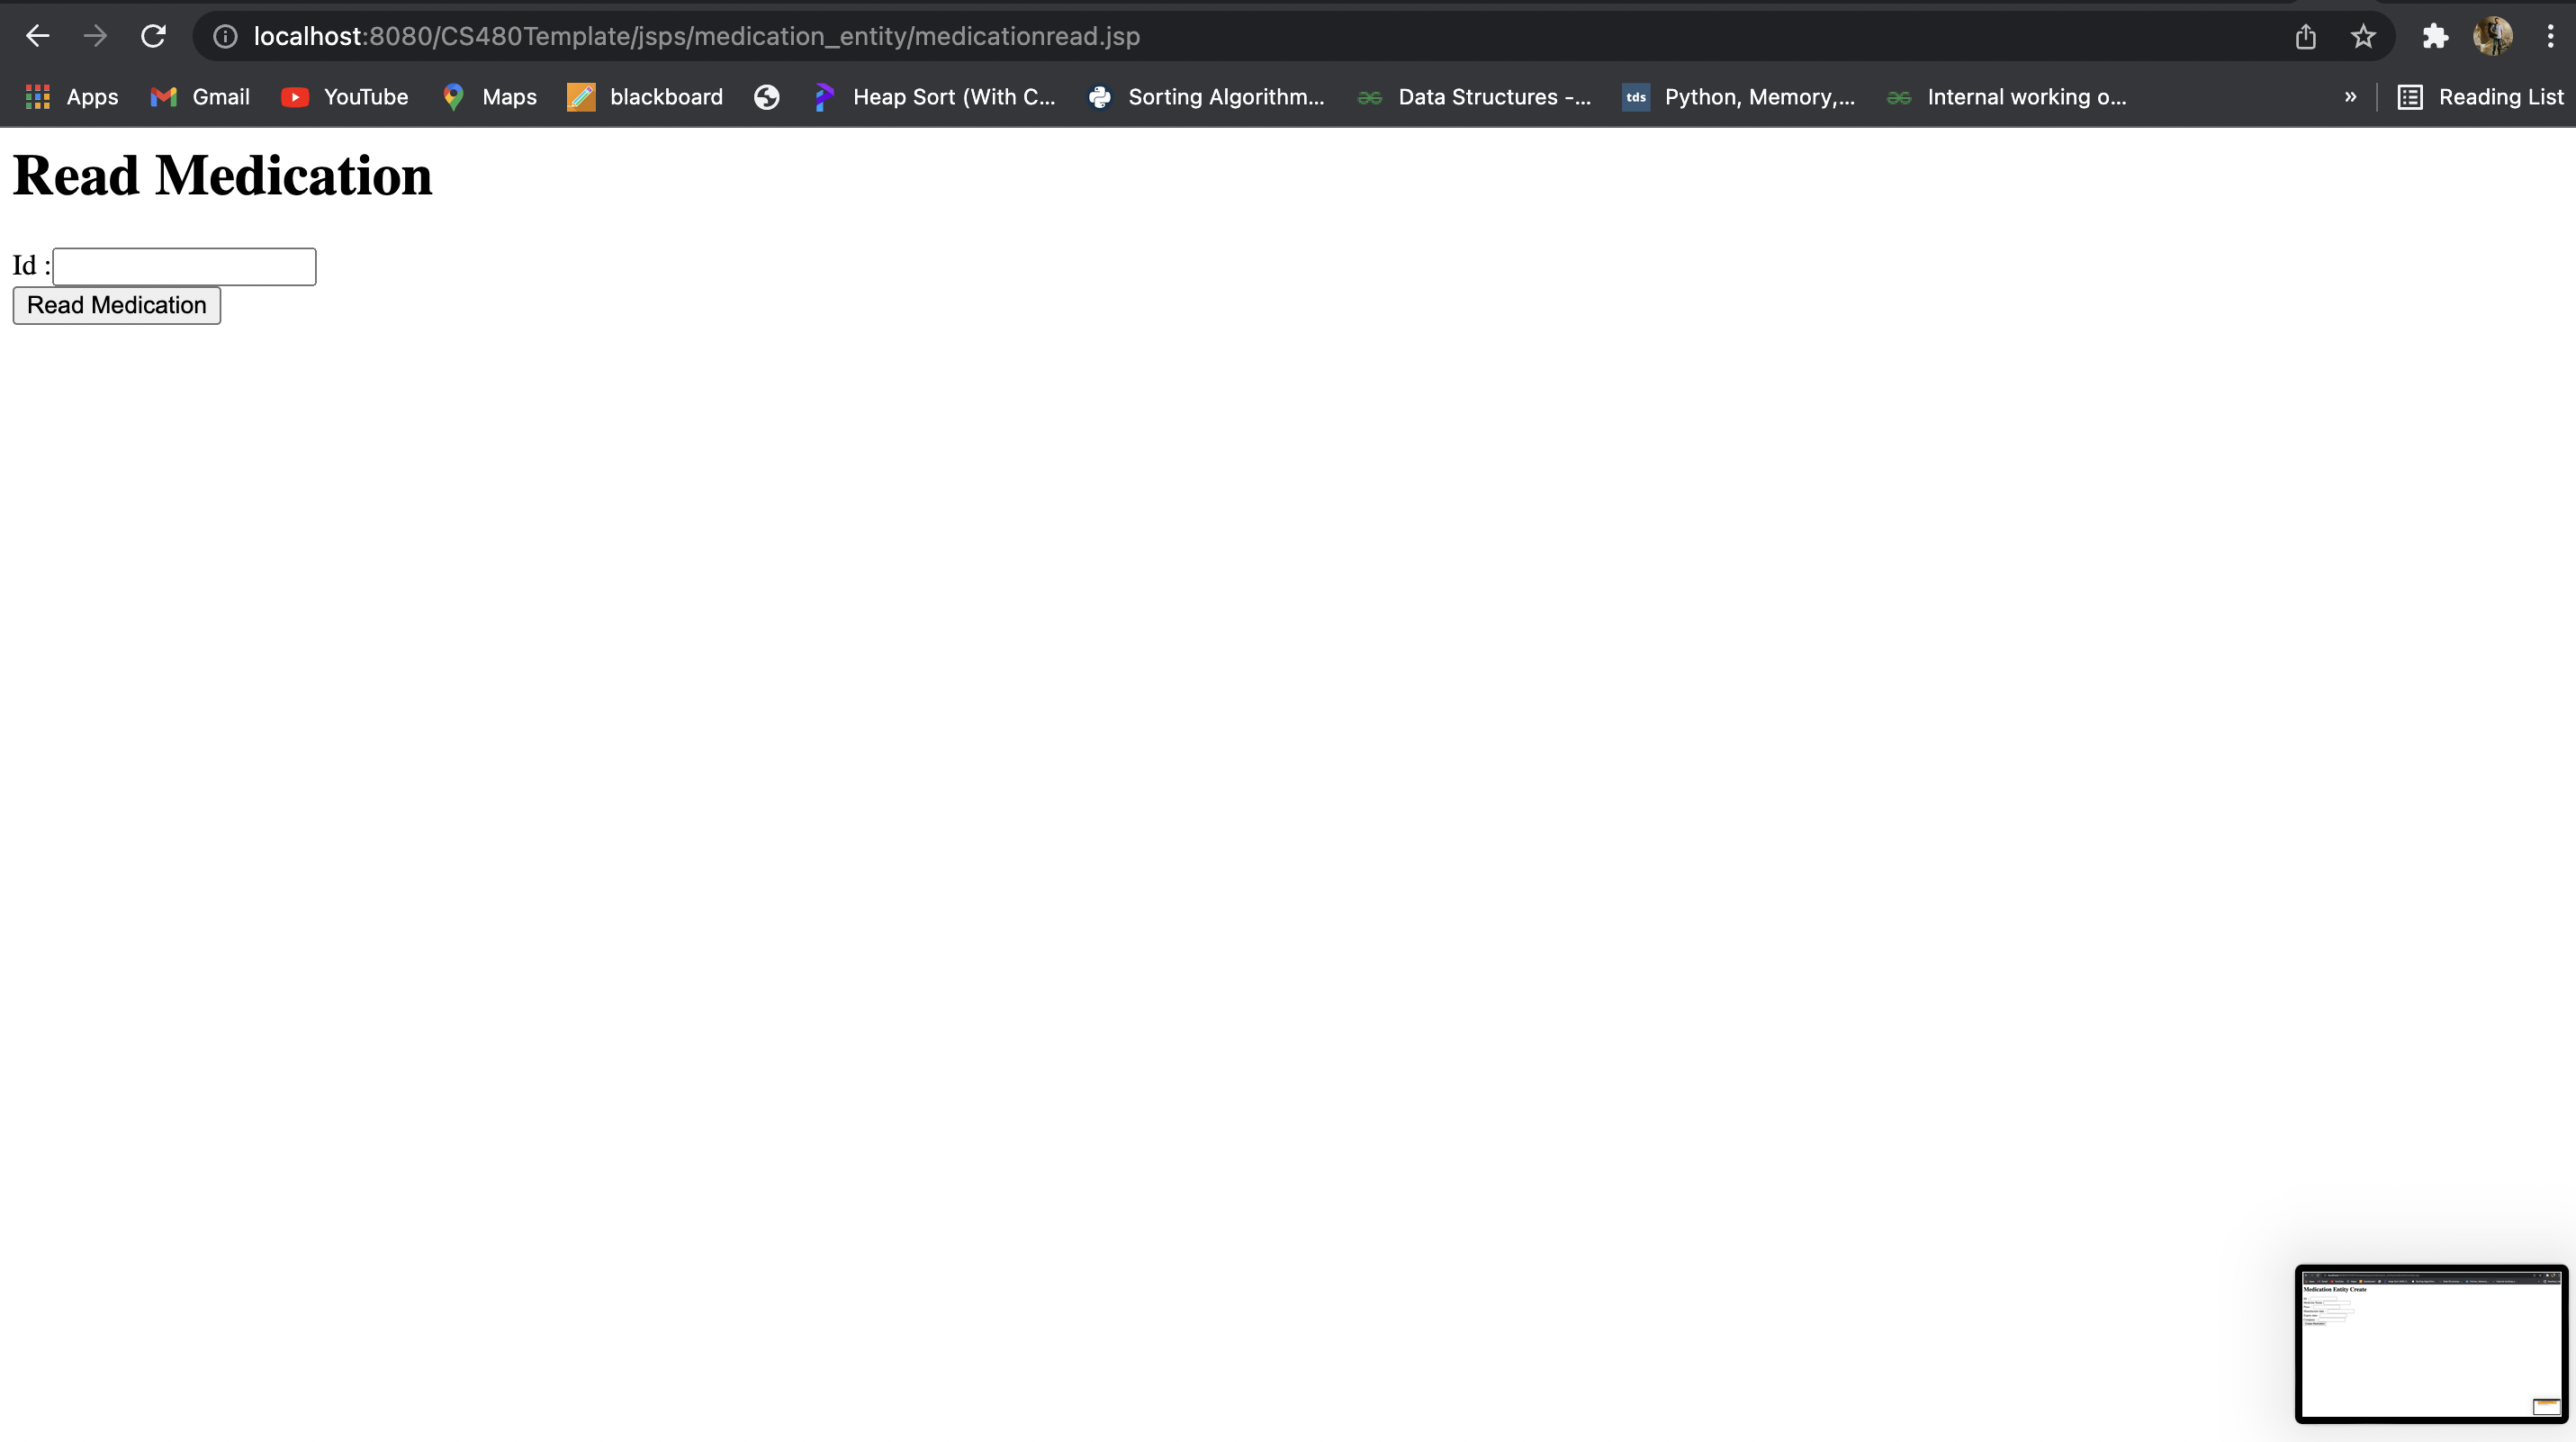 localhost:8080/CS480Template/jsps/medication_entity/medicationread.jsp
Apps Gmail YouTube Maps blackboard Heap Sort (With C... Sorting Algorithm... Data Structures -... tds Python, Memory,... Internal working o... » Reading List
Read Medication
Id :
Read Medication
Medication Entity Create